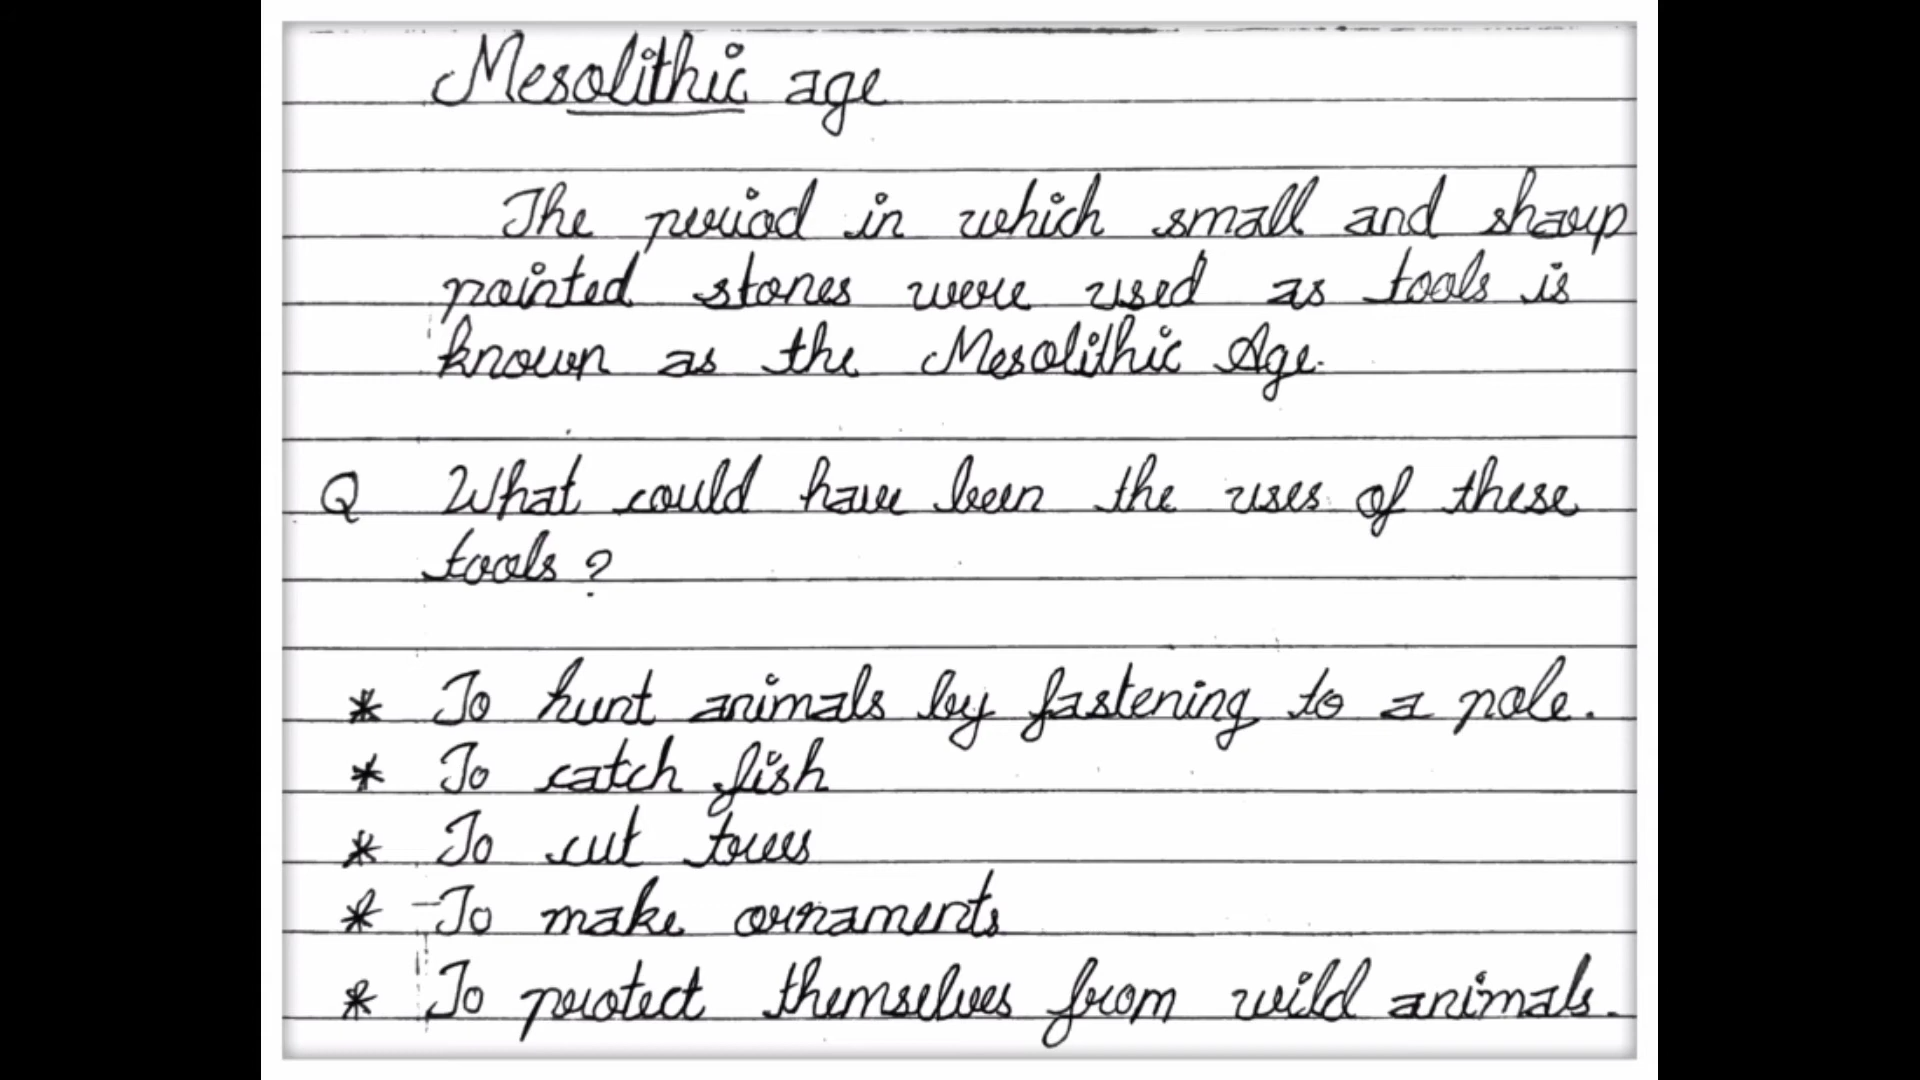 Mesolithic age
The period in which small and sharp
pointed stones were used as tools is
known as the Mesolithic Age.
Q What could have been the uses of these
tools?
* To hunt animals by fastening to a pole.
* To catch fish
* To cut trees
* To make ornaments
* To protect themselves from wild animals.